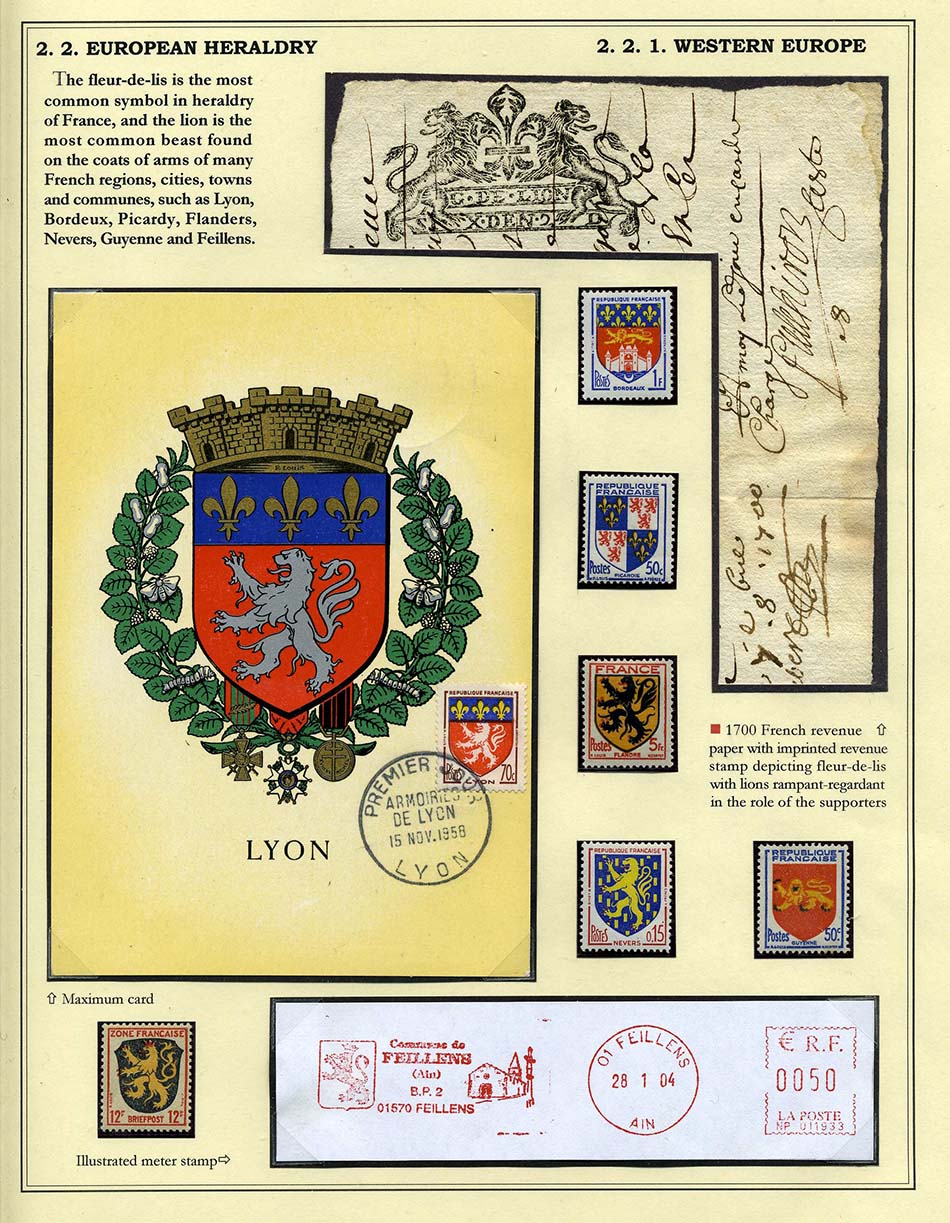 2. 2. EUROPEAN HERALDRY
2. 2. 1. WESTERN EUROPE
The fleur-de-lis is the most
common symbol in heraldry
of France, and the lion is the
most common beast found
on the coats of arms of many
French regions, cities, towns
and communes, such as Lyon,
Bordeux, Picardy, Flanders,
Nevers, Guyenne and Feillens.
G. DE LION
X DEN 2
1700
REPUBLIQUE FRANÇAISE
POSTES
1F
BORDEAUX
REPUBLIQUE
FRANÇAISE
Postes
50c
PICARDIE
FRANCE
Postes
5Fr
FLANDRE
■ 1700 French revenue ⇧
paper with imprinted revenue
stamp depicting fleur-de-lis
with lions rampant-regardant
in the role of the supporters
R. LOUIS
REPUBLIQUE FRANÇAISE
70c
LYON
PREMIER JOUR
ARMOIRIES
DE LYON
15 NOV. 1958
LYON
LYON
REPUBLIQUE FRANÇAISE
POSTES
0,15
NEVERS
REPUBLIQUE
FRANÇAISE
Postes
50c
GUYENNE
⇧ Maximum card
ZONE FRANÇAISE
12F
BRIEFPOST
12F
Commune de
FEILLENS
(Ain)
B.P. 2
01570 FEILLENS
01 FEILLENS
28 1 04
AIN
€ R.F.
0050
LA POSTE
NP 011933
Illustrated meter stamp⇨